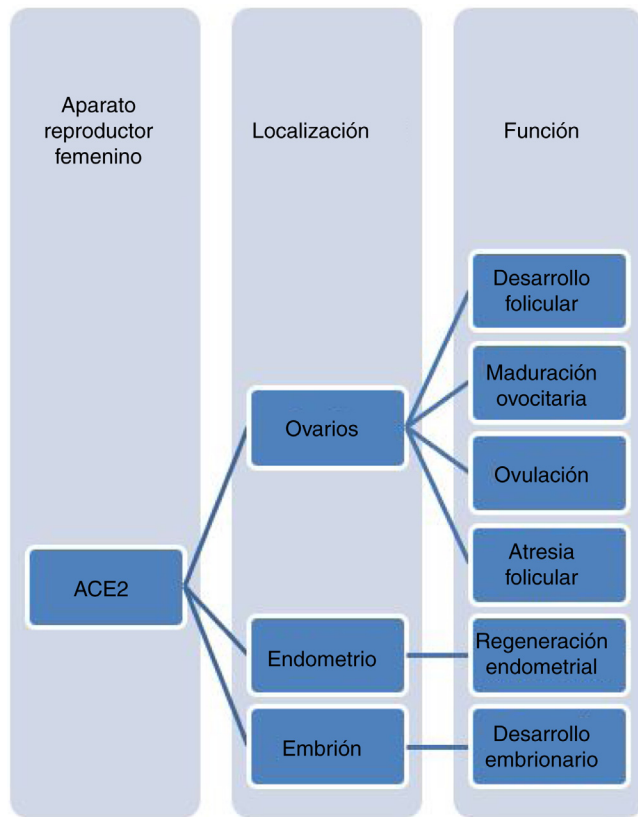 Aparato
reproductor
femenino
Localización
Función
Desarrollo
folicular
Maduración
ovocitaria
Ovarios
Ovulación
Atresia
folicular
ACE2
Endometrio
Regeneración
endometrial
Embrión
Desarrollo
embrionario